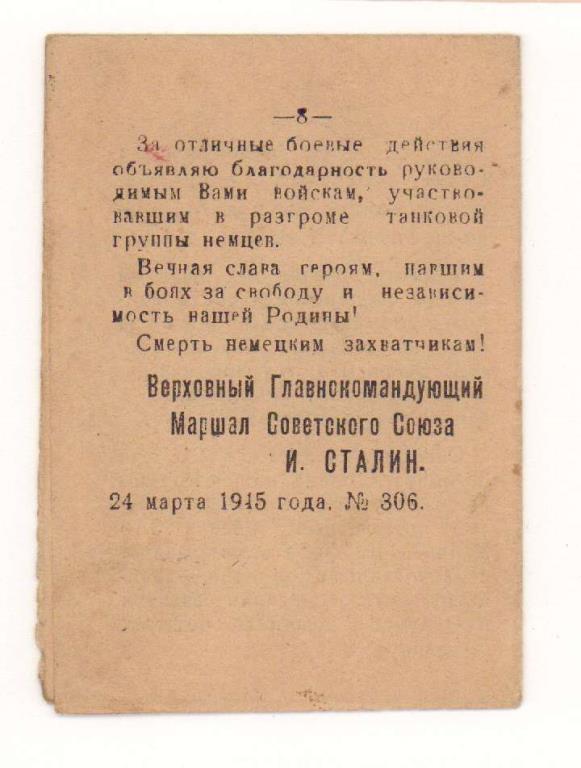 —8—
За отличные боевые действия
объявляю благодарность руково-
димым Вами войскам, участво-
вавшим в разгроме танковой
группы немцев.
Вечная слава героям, павшим
в боях за свободу и независи-
мость нашей Родины!
Смерть немецким захватчикам!
Верховный Главнокомандующий
Маршал Советского Союза
И. СТАЛИН.
24 марта 1945 года. № 306.